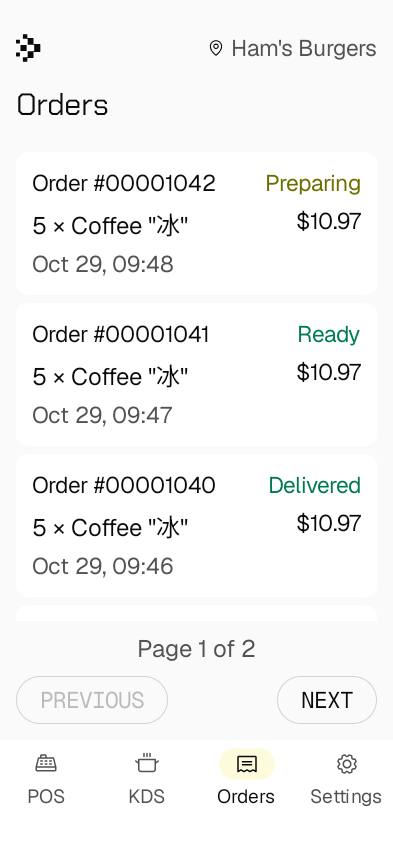 Ham's Burgers
Orders
Order #00001042 Preparing
5 × Coffee "冰" $10.97
Oct 29, 09:48
Order #00001041 Ready
5 × Coffee "冰" $10.97
Oct 29, 09:47
Order #00001040 Delivered
5 × Coffee "冰" $10.97
Oct 29, 09:46
Page 1 of 2
PREVIOUS NEXT
POS KDS Orders Settings